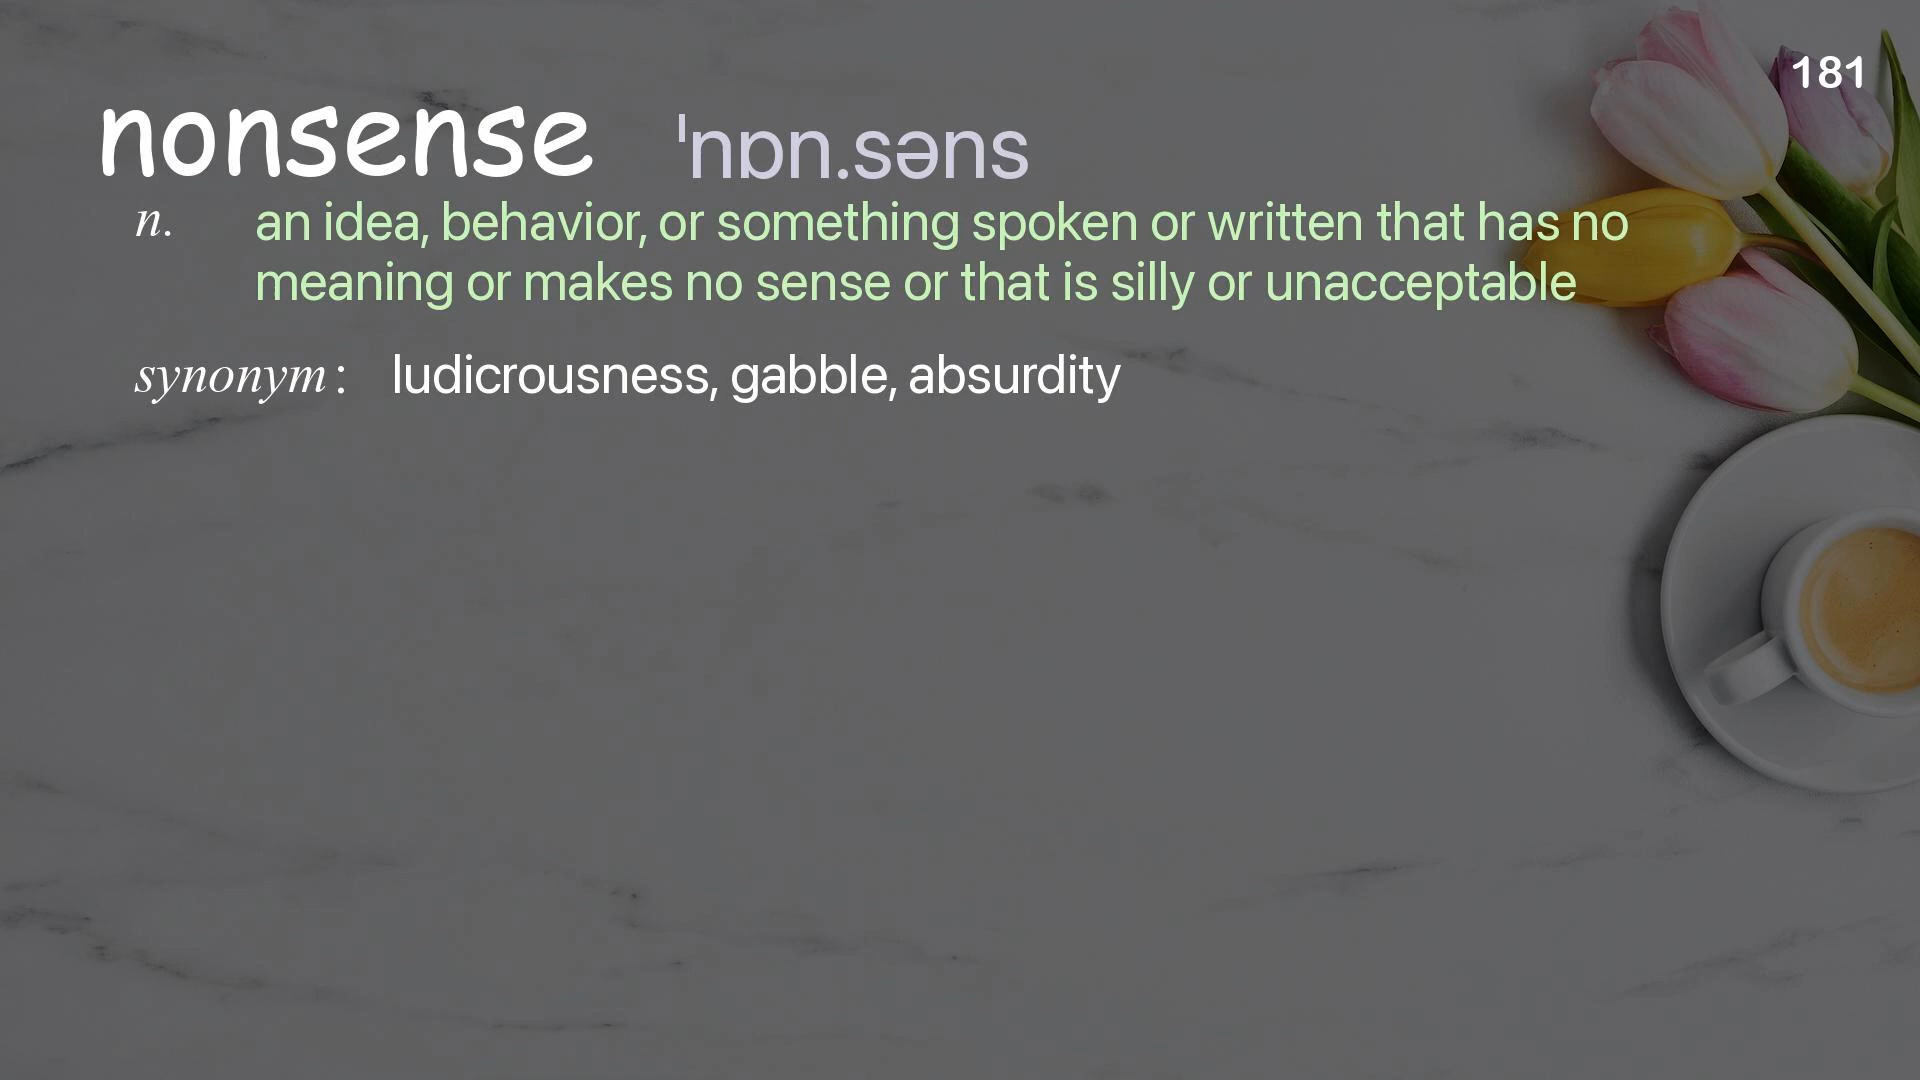 181
nonsense ˈnɒn.səns
n. an idea, behavior, or something spoken or written that has no
meaning or makes no sense or that is silly or unacceptable
synonym : ludicrousness, gabble, absurdity